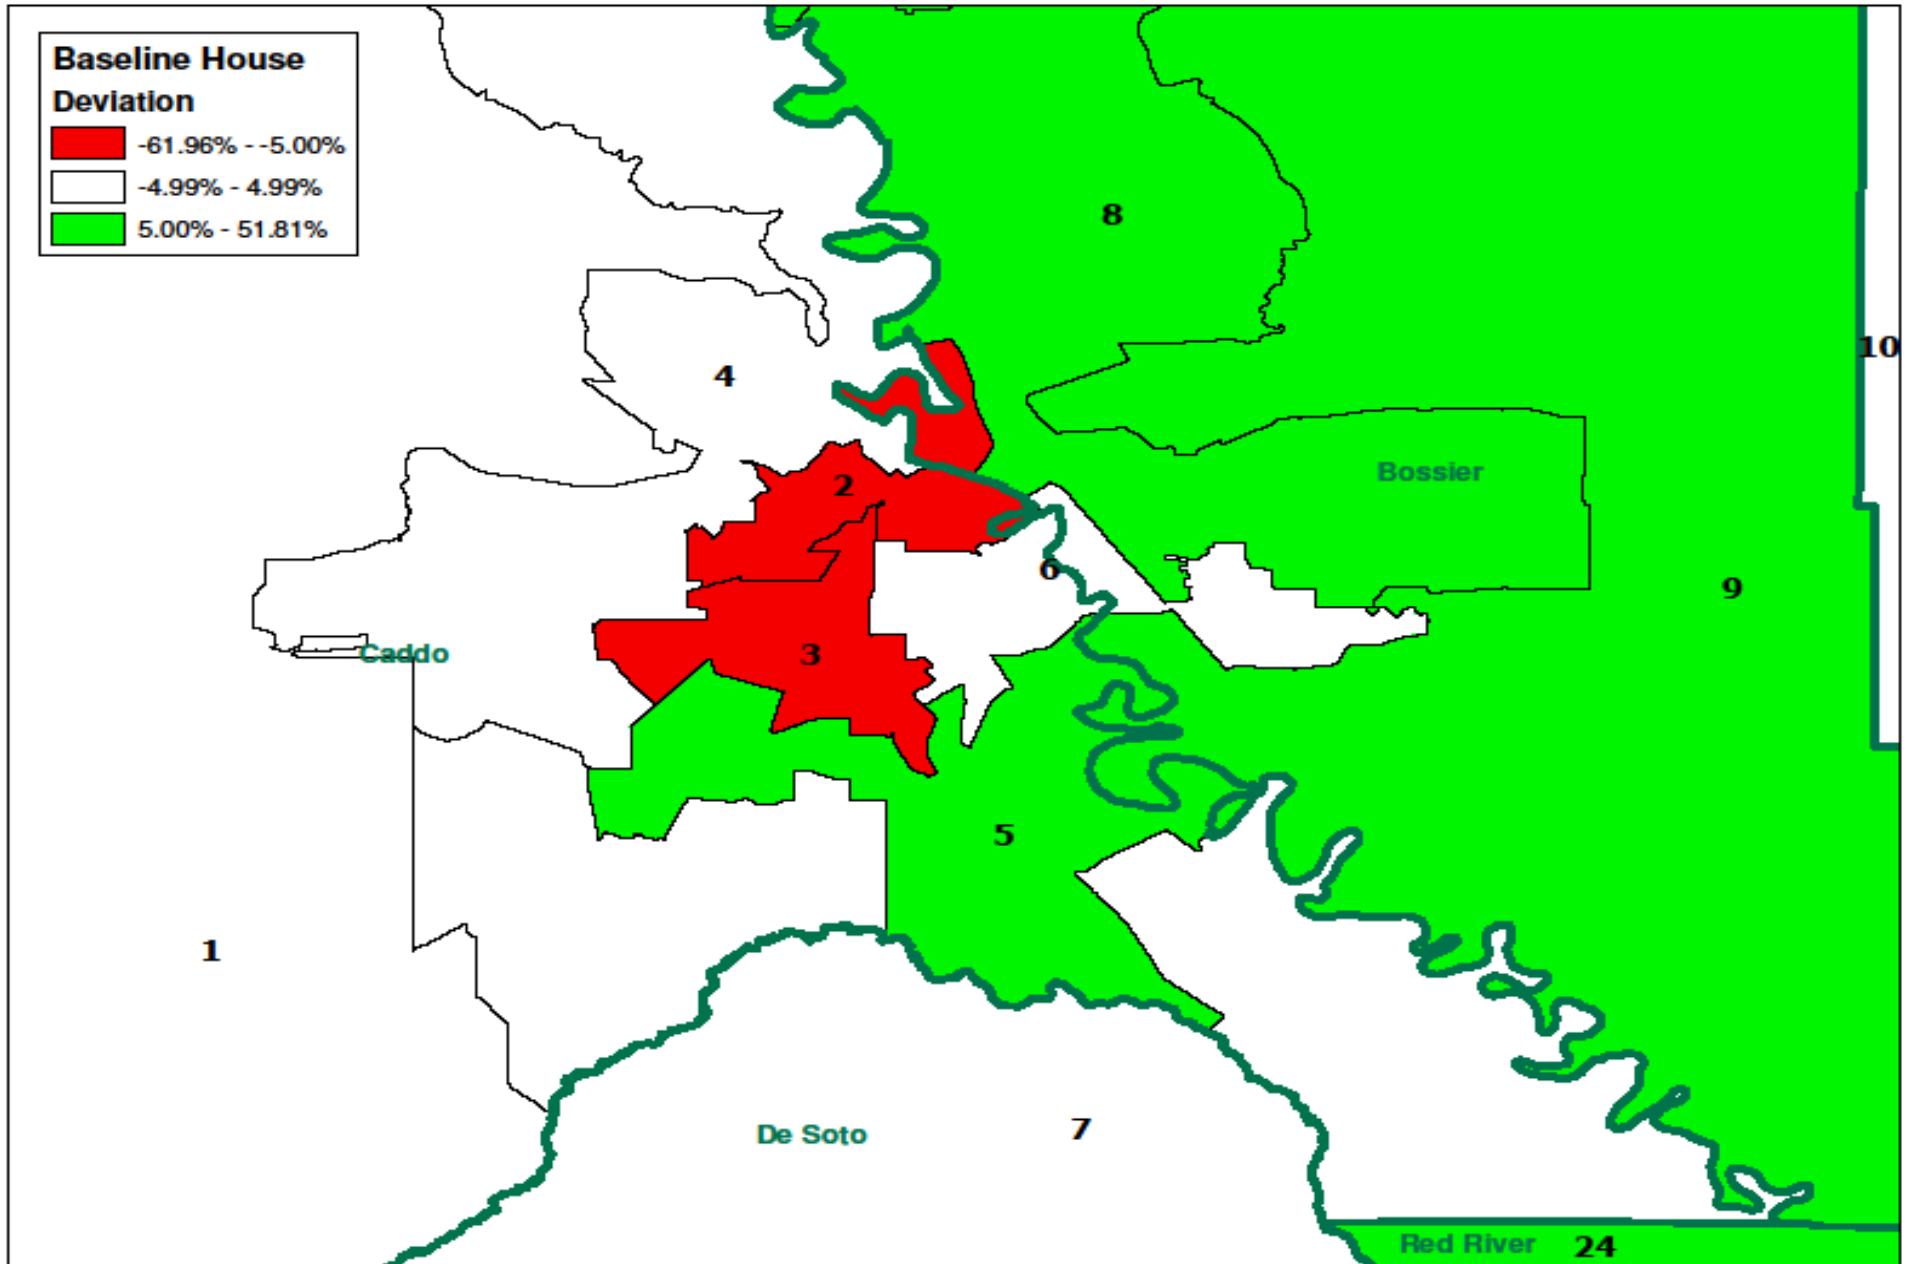 Baseline House
Deviation
-61.96% - -5.00%
-4.99% - 4.99%
5.00% - 51.81%
8
10
4
Bossier
2
6
9
Caddo
3
5
1
7
De Soto
Red River 24